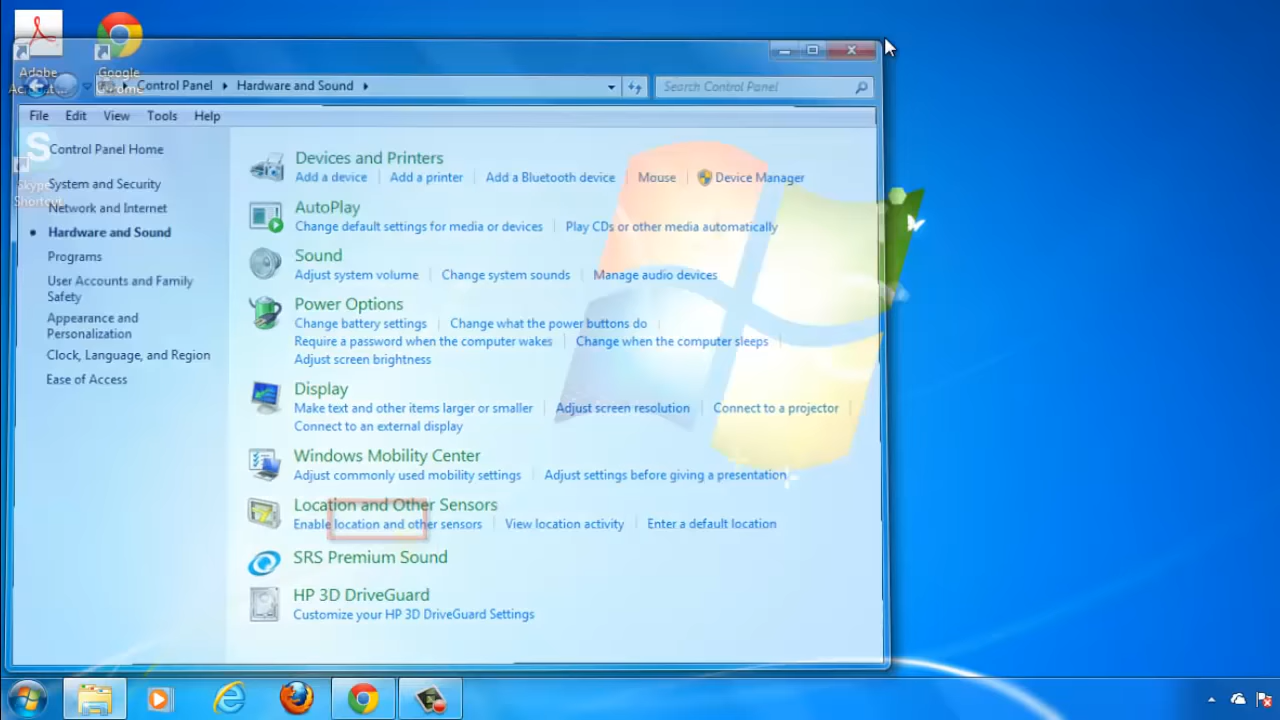 Adobe
Google
Chrome
Skype
Shortcut
Control Panel Hardware and Sound
Search Control Panel
File Edit View Tools Help
Control Panel Home
System and Security
Network and Internet
Hardware and Sound
Programs
User Accounts and Family
Safety
Appearance and
Personalization
Clock, Language, and Region
Ease of Access
Devices and Printers
Add a device Add a printer Add a Bluetooth device Mouse Device Manager
AutoPlay
Change default settings for media or devices Play CDs or other media automatically
Sound
Adjust system volume Change system sounds Manage audio devices
Power Options
Change battery settings Change what the power buttons do
Require a password when the computer wakes Change when the computer sleeps
Adjust screen brightness
Display
Make text and other items larger or smaller Adjust screen resolution Connect to a projector
Connect to an external display
Windows Mobility Center
Adjust commonly used mobility settings Adjust settings before giving a presentation
Location and Other Sensors
Enable location and other sensors View location activity Enter a default location
SRS Premium Sound
HP 3D DriveGuard
Customize your HP 3D DriveGuard Settings